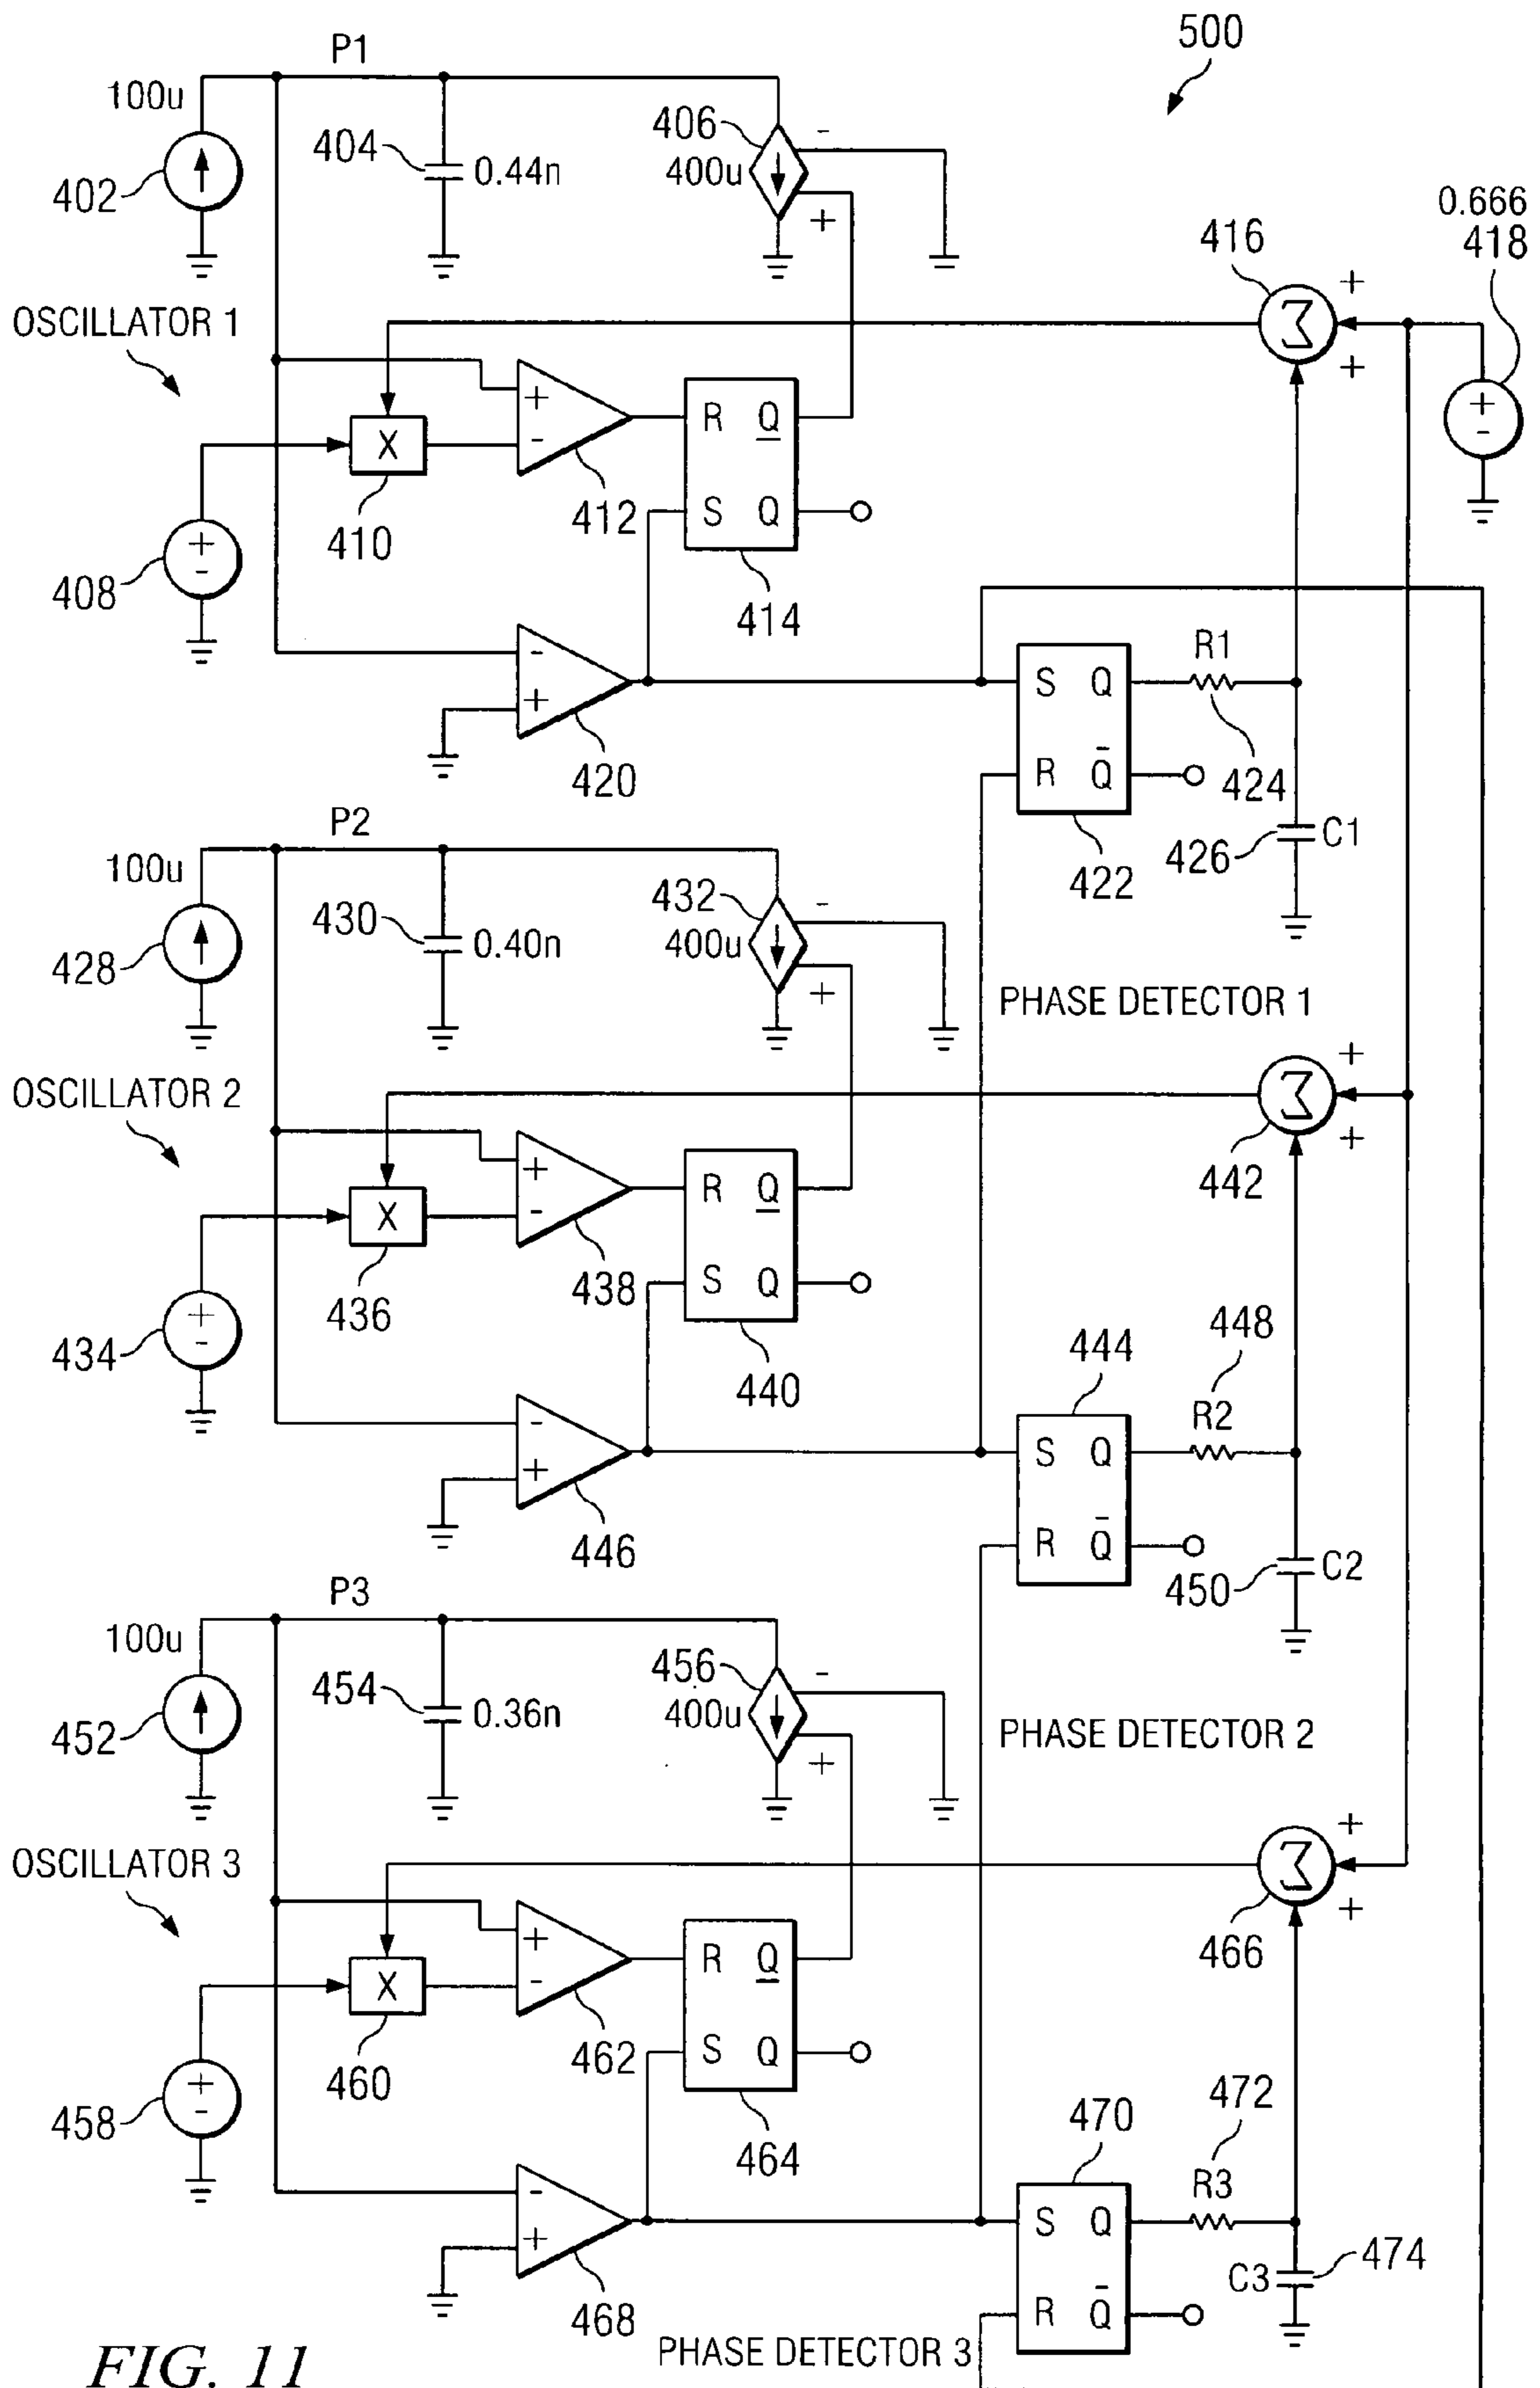 500
P1
100u
402
404
0.44n
406
400u
-
+
0.666
418
+
-
416
Σ
+
+
OSCILLATOR 1
408
+
-
X
410
+
-
412
R Q
S Q
414
-
+
420
S Q
R Q̄
422
R1
424
426
C1
PHASE DETECTOR 1
P2
100u
428
430
0.40n
432
400u
-
+
442
Σ
+
+
OSCILLATOR 2
434
+
-
X
436
+
-
438
R Q
S Q
440
-
+
446
444
S Q
R Q̄
448
R2
450
C2
PHASE DETECTOR 2
P3
100u
452
454
0.36n
456
400u
-
+
466
Σ
+
+
OSCILLATOR 3
458
+
-
X
460
+
-
462
R Q
S Q
464
-
+
468
470
S Q
R Q̄
472
R3
C3
474
PHASE DETECTOR 3
FIG. 11